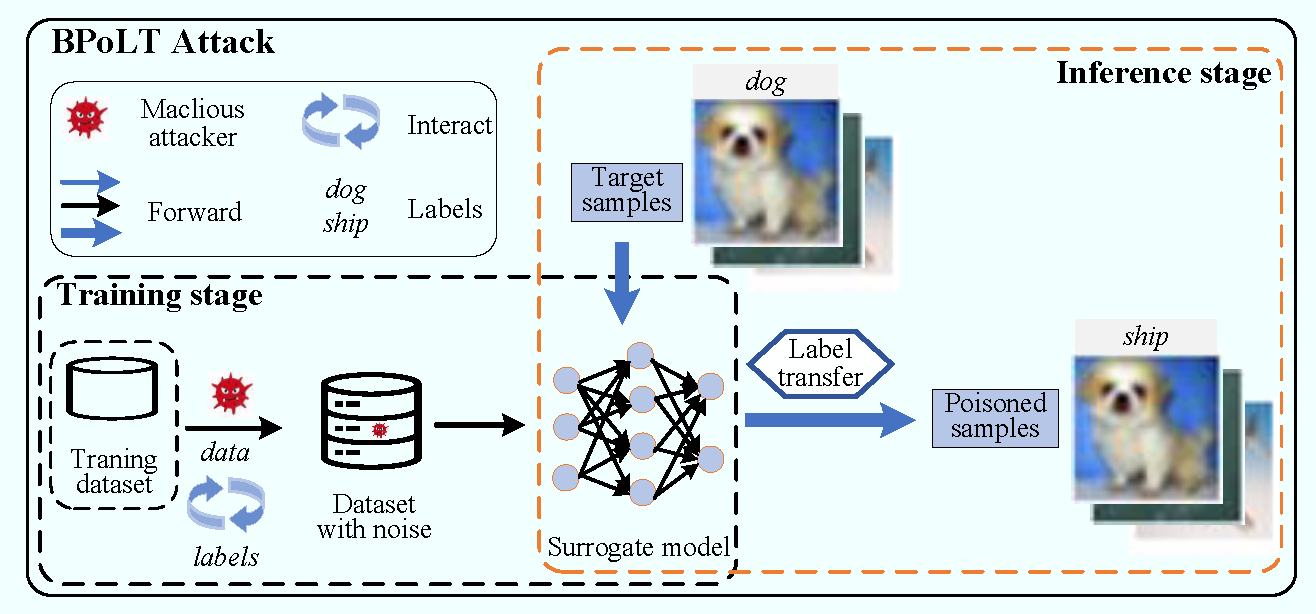 BPoLT Attack
Maclious
attacker
Interact
Forward
dog
ship
Labels
Inference stage
dog
Target
samples
Training stage
Traning
dataset
data
labels
Dataset
with noise
Surrogate model
Label
transfer
Poisoned
samples
ship